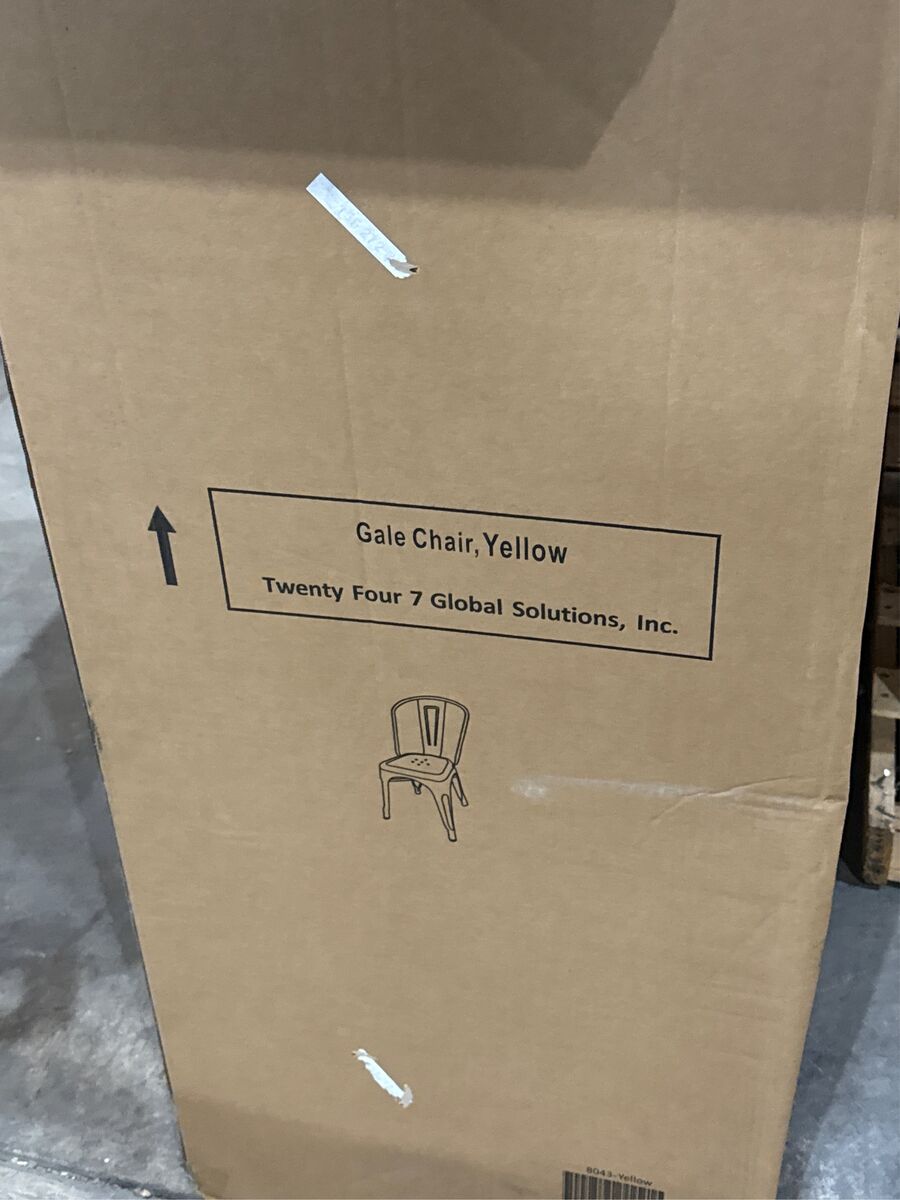 Gale Chair,Yellow
Twenty Four 7 Global Solutions, Inc.
8043-Yellow